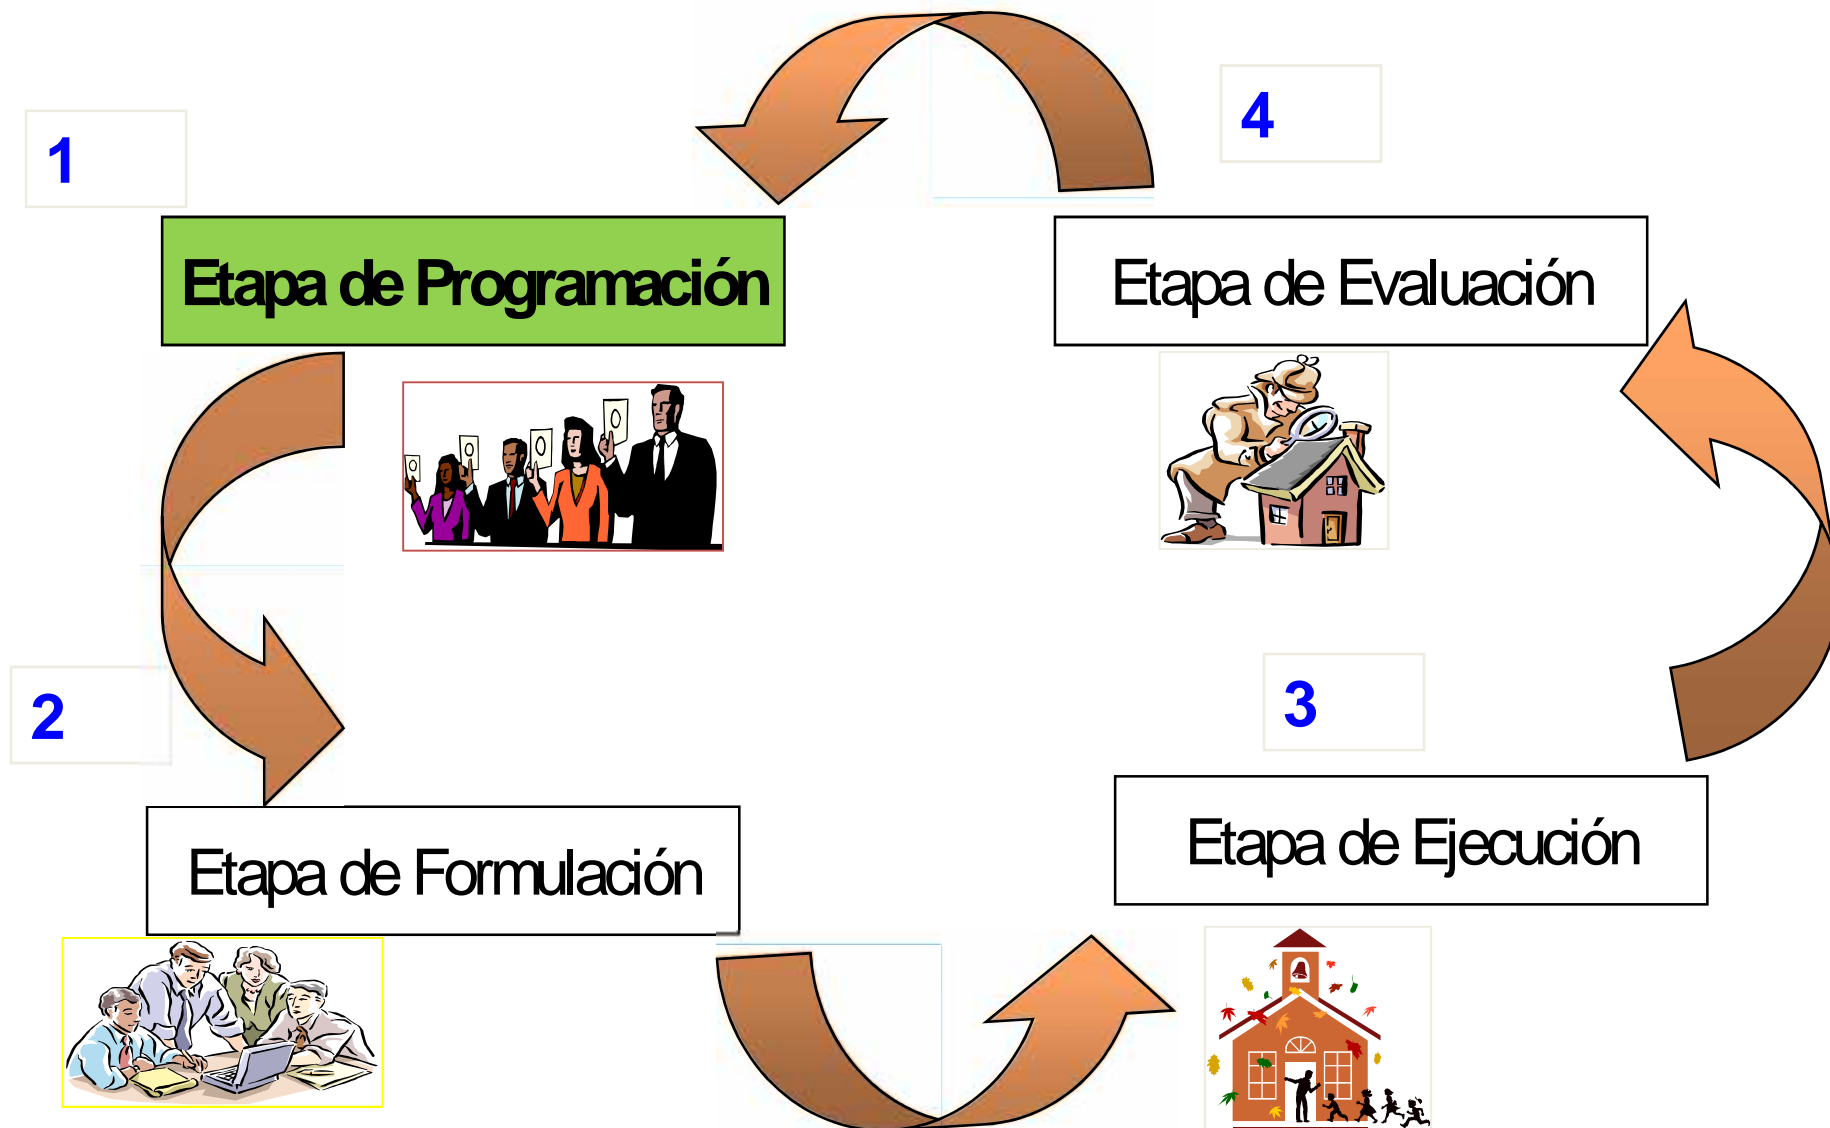 1
Etapa de Programación
2
Etapa de Formulación
3
Etapa de Ejecución
4
Etapa de Evaluación